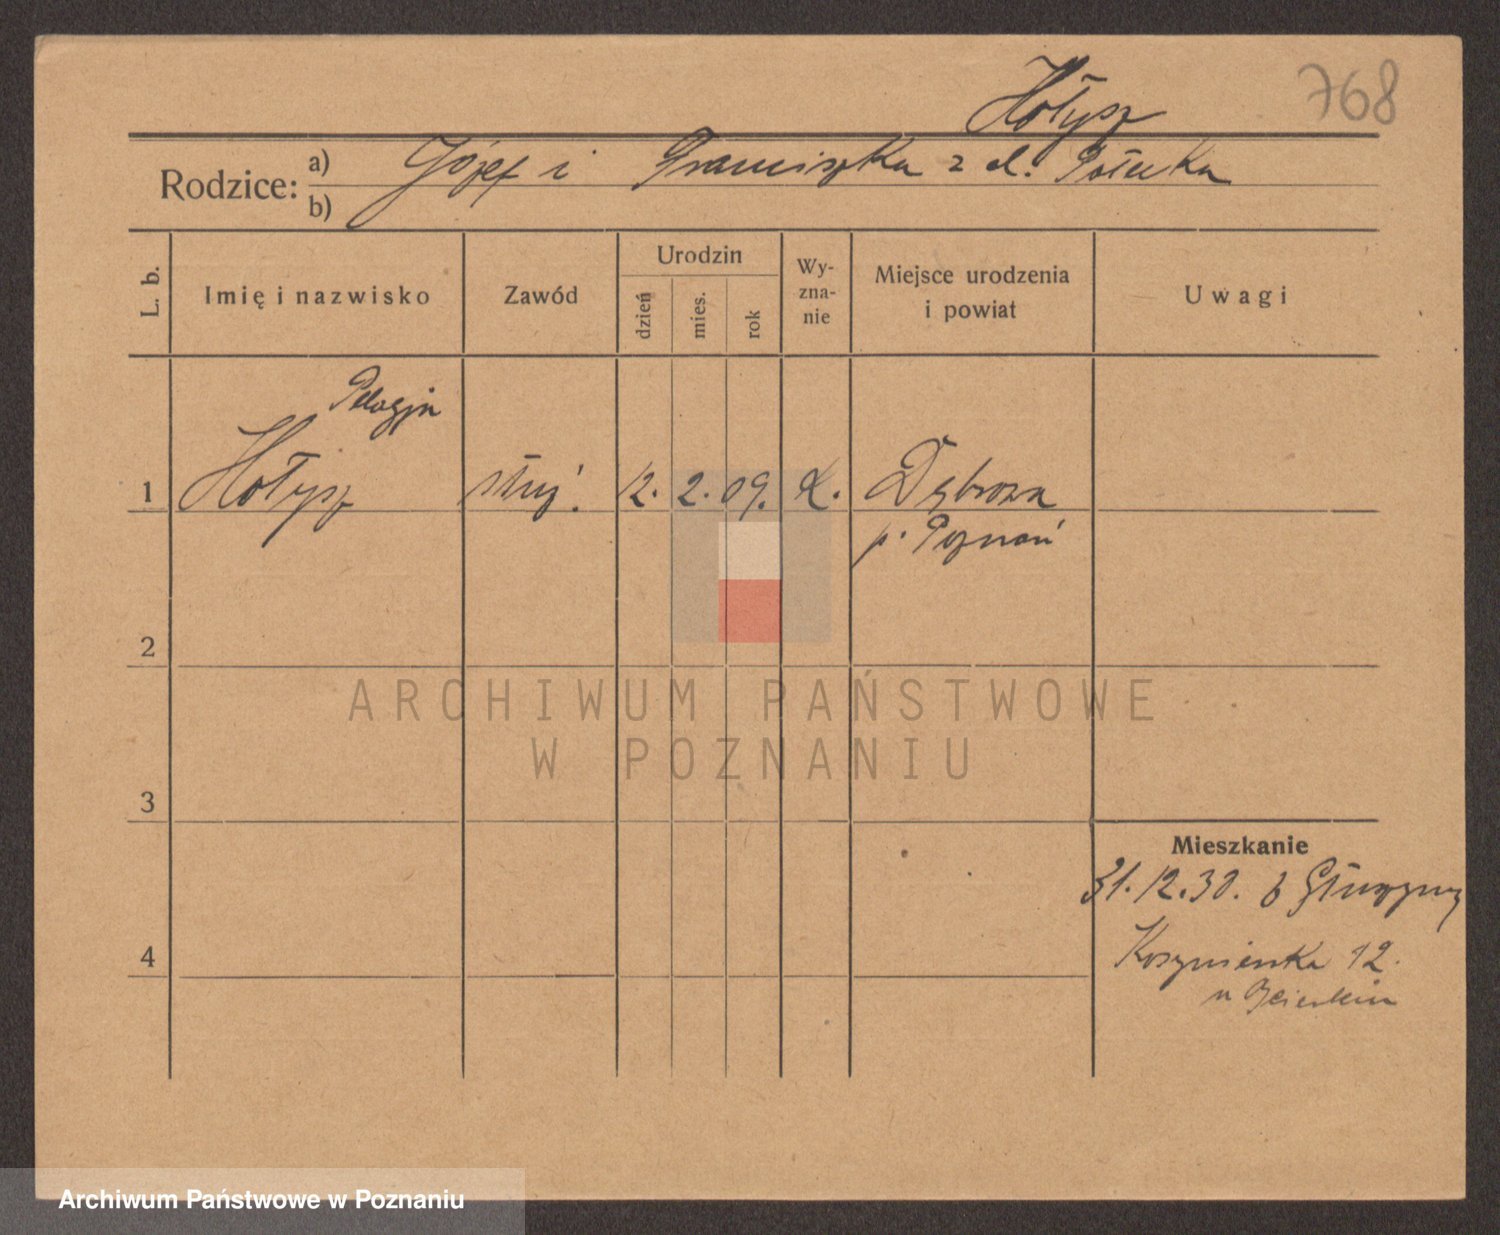 Hołysz
768
Rodzice:
a) Józef i Franciszka z d.
b)
L. b.
Imię i nazwisko
Zawód
Urodzin
dzień
mies.
rok
Wy-
zna-
nie
Miejsce urodzenia
i powiat
Uwagi
Pelagja
1 Hołysz służ. 12. 2. 09. k. Dąbrowa
p. Poznań
2
3
4
Mieszkanie
31.12.30. z
12.
u
ARCHIWUM PAŃSTWOWE
W POZNANIU
Archiwum Państwowe w Poznaniu